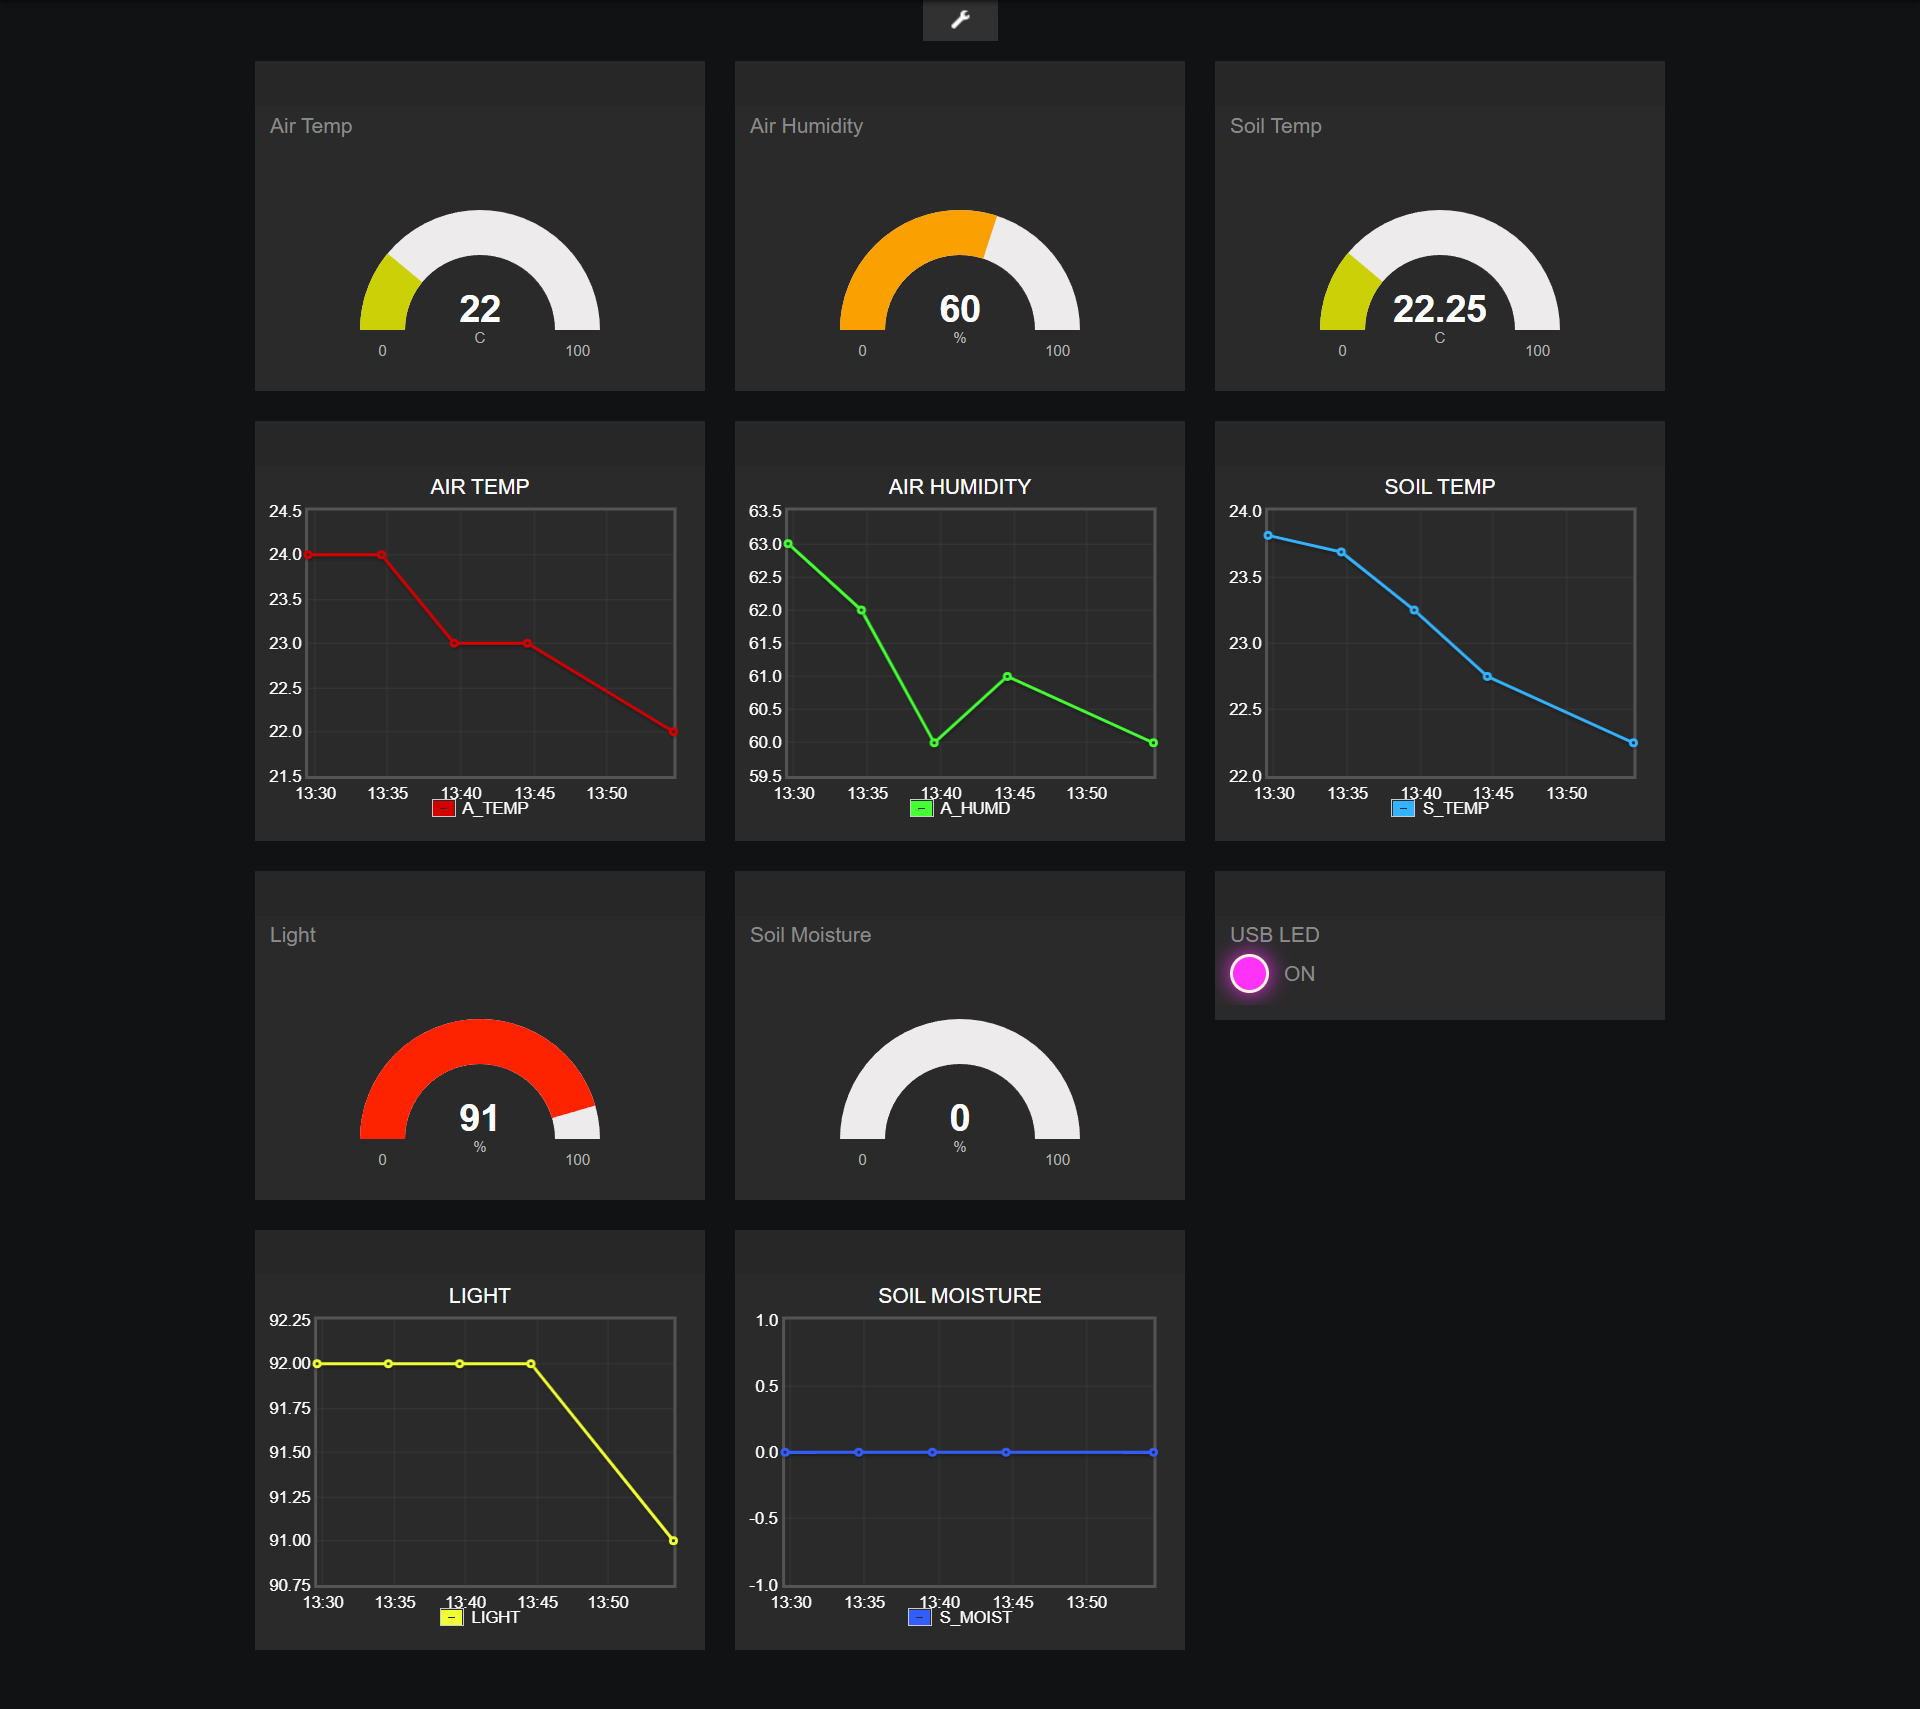 Air Temp
22
C
0 100
Air Humidity
60
%
0 100
Soil Temp
22.25
C
0 100
AIR TEMP
24.5
24.0
23.5
23.0
22.5
22.0
21.5
13:30 13:35 13:40 13:45 13:50
A_TEMP
AIR HUMIDITY
63.5
63.0
62.5
62.0
61.5
61.0
60.5
60.0
59.5
13:30 13:35 13:40 13:45 13:50
A_HUMD
SOIL TEMP
24.0
23.5
23.0
22.5
22.0
13:30 13:35 13:40 13:45 13:50
S_TEMP
Light
91
%
0 100
Soil Moisture
0
%
0 100
USB LED
ON
LIGHT
92.25
92.00
91.75
91.50
91.25
91.00
90.75
13:30 13:35 13:40 13:45 13:50
LIGHT
SOIL MOISTURE
1.0
0.5
0.0
-0.5
-1.0
13:30 13:35 13:40 13:45 13:50
S_MOIST